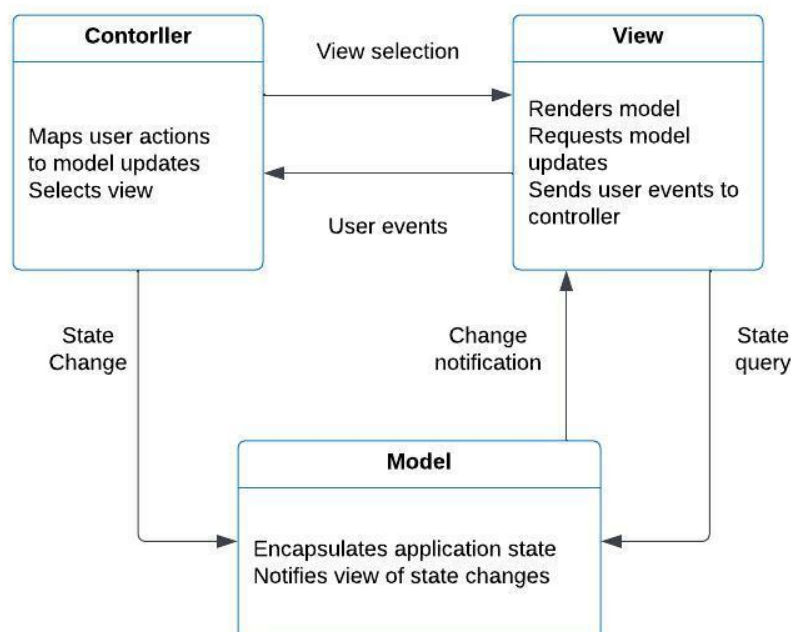 Contorller
Maps user actions
to model updates
Selects view
View selection
User events
View
Renders model
Requests model
updates
Sends user events to
controller
State
Change
Change
notification
State
query
Model
Encapsulates application state
Notifies view of state changes